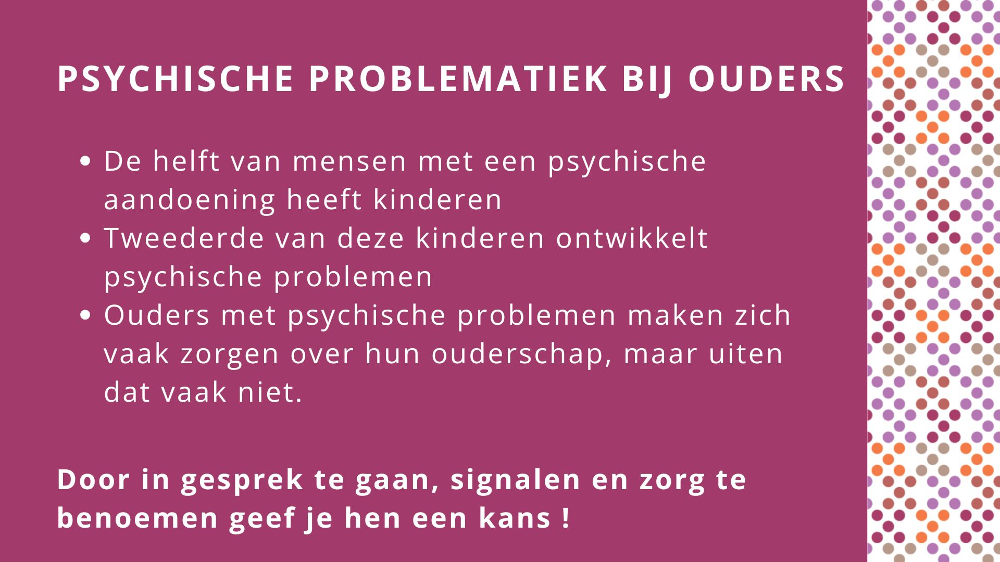 PSYCHISCHE PROBLEMATIEK BIJ OUDERS
• De helft van mensen met een psychische
aandoening heeft kinderen
• Tweederde van deze kinderen ontwikkelt
psychische problemen
• Ouders met psychische problemen maken zich
vaak zorgen over hun ouderschap, maar uiten
dat vaak niet.
Door in gesprek te gaan, signalen en zorg te
benoemen geef je hen een kans !